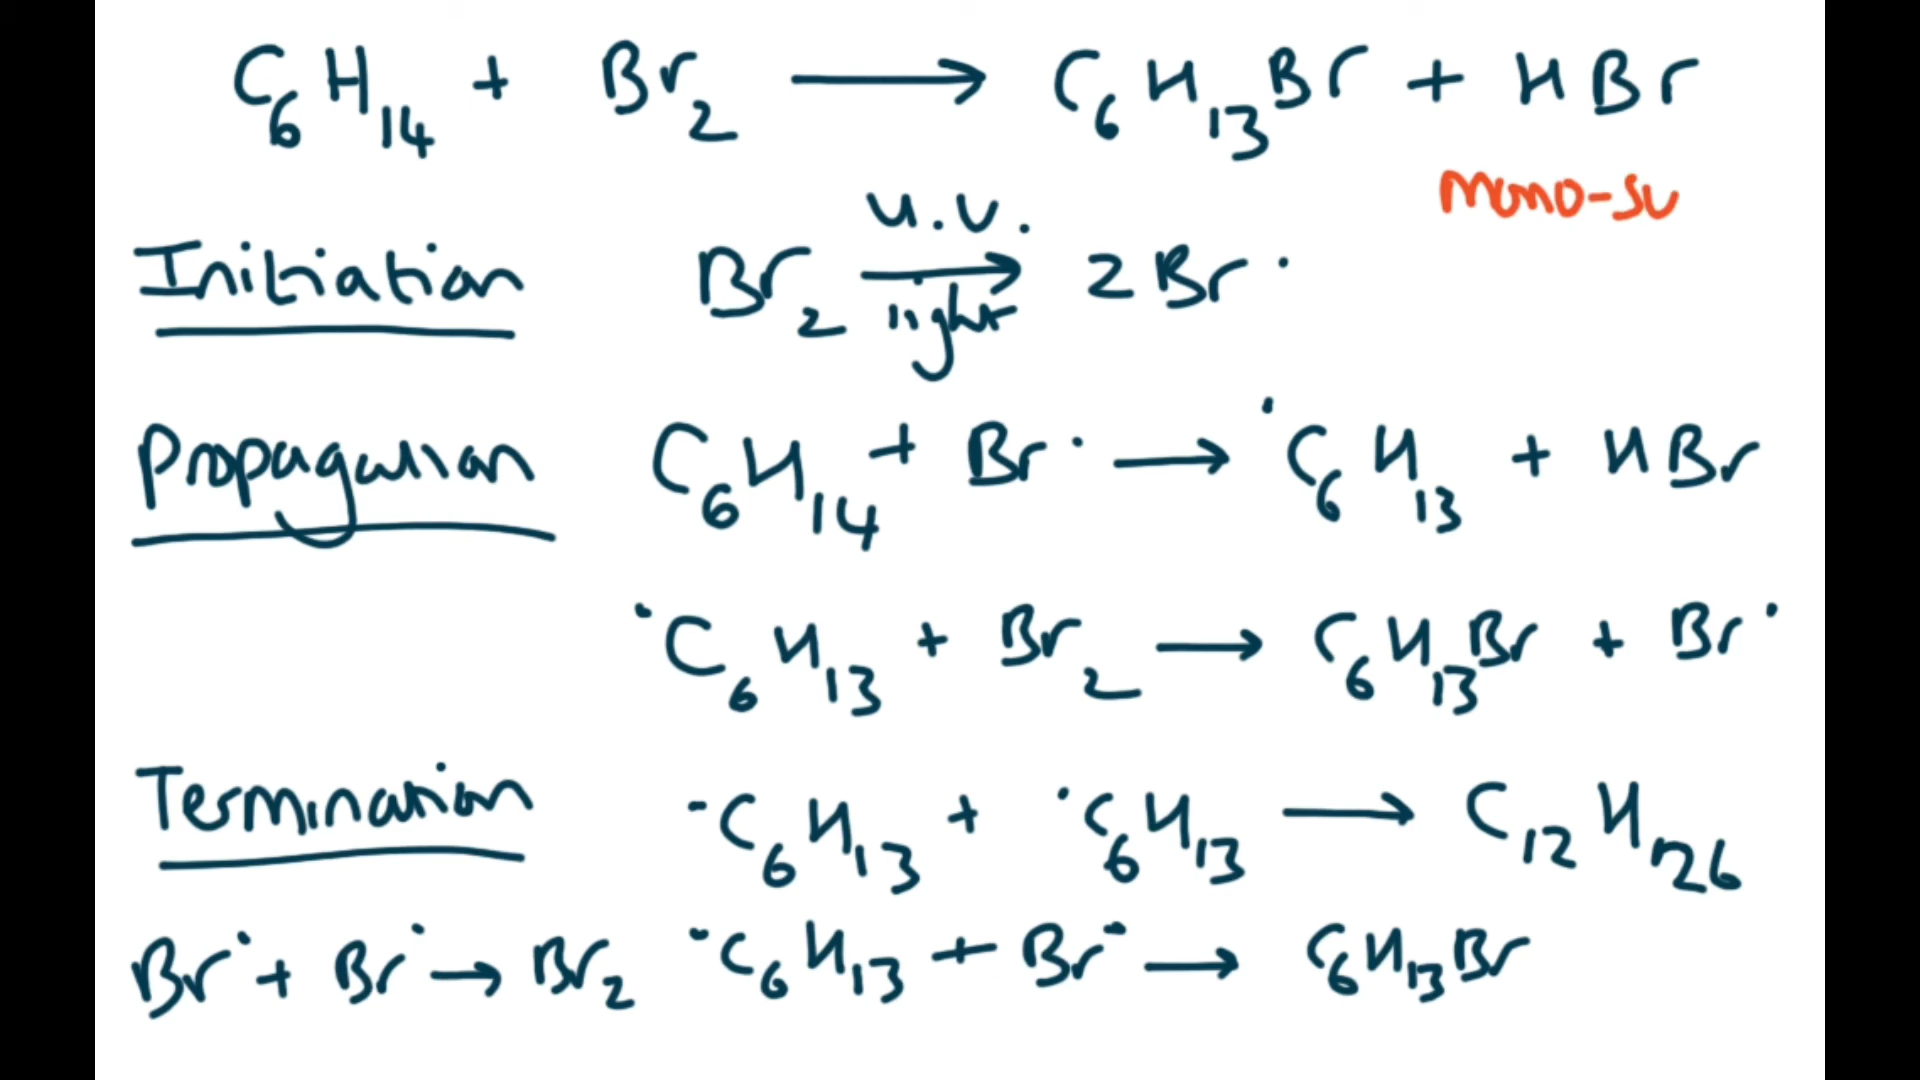 C₆H₁₄ + Br₂ ⟶ C₆H₁₃Br + HBr
mono-su
Initiation Br₂ u.v. light ⟶ 2Br•
Propagation C₆H₁₄ + Br• ⟶ •C₆H₁₃ + HBr
•C₆H₁₃ + Br₂ ⟶ C₆H₁₃Br + Br•
Termination •C₆H₁₃ + •C₆H₁₃ ⟶ C₁₂H₂₆
Br• + Br• → Br₂ •C₆H₁₃ + Br• ⟶ C₆H₁₃Br